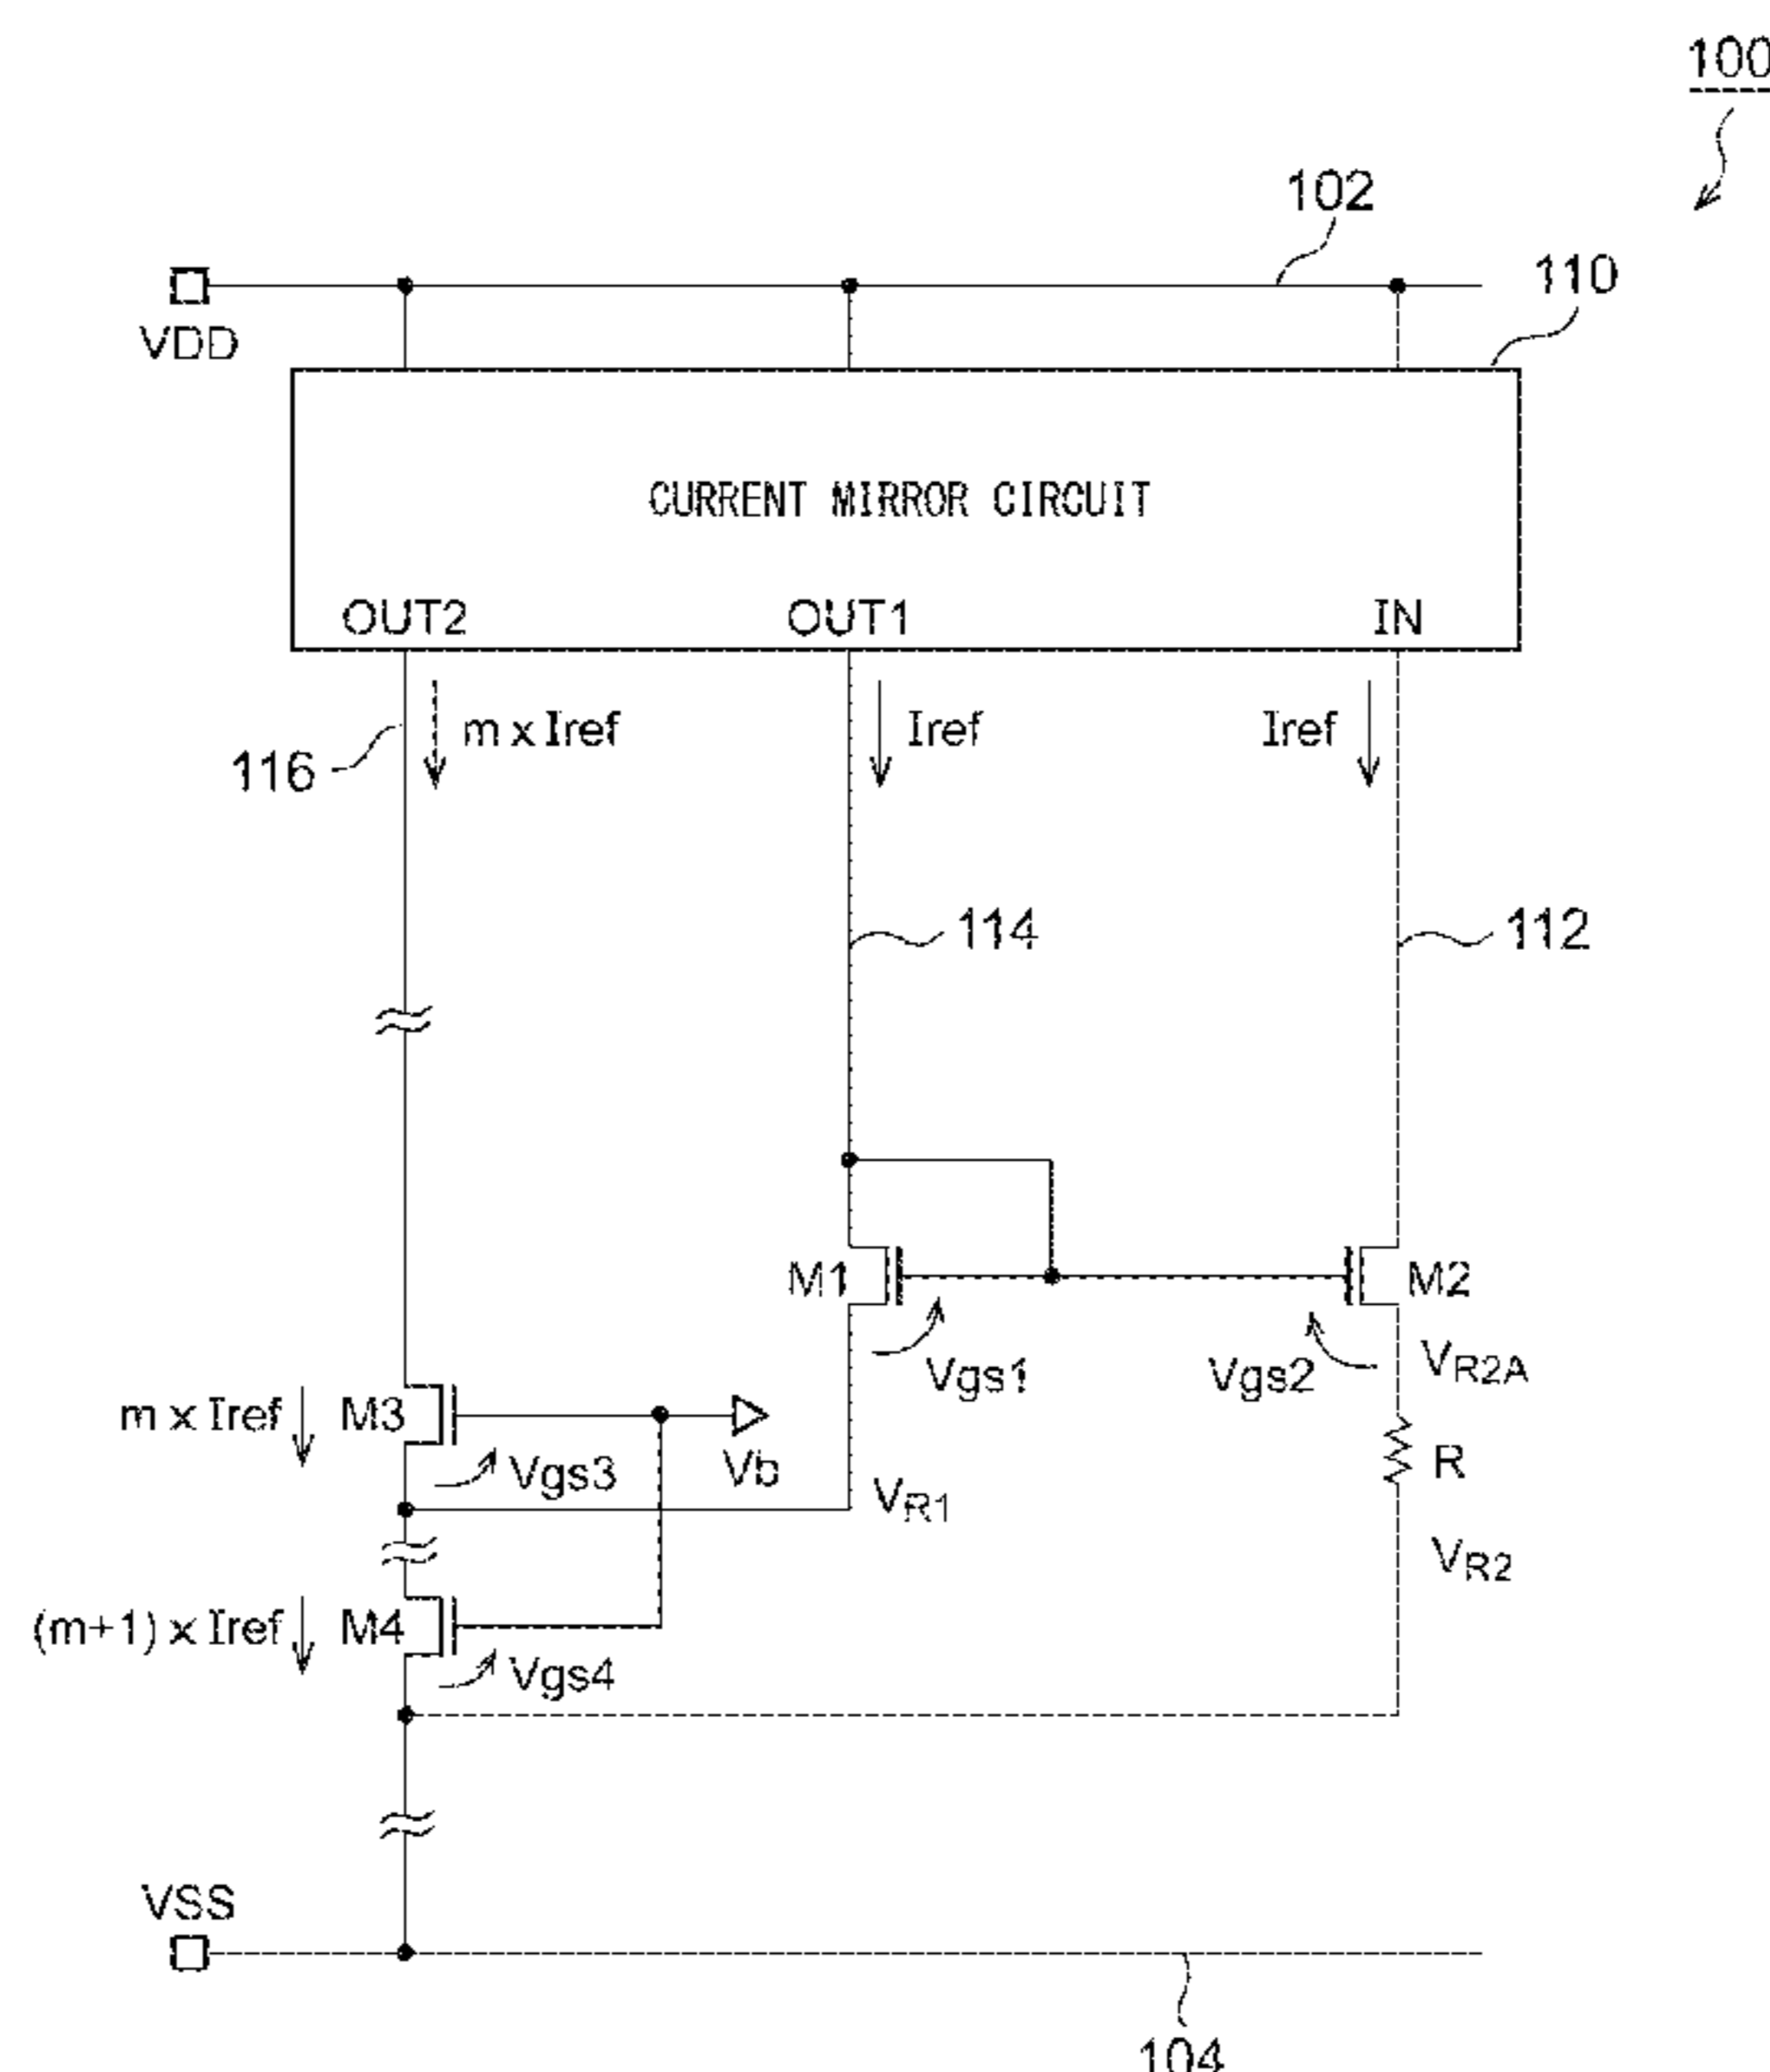 100
102
110
VDD
CURRENT MIRROR CIRCUIT
OUT2 OUT1 IN
m x Iref Iref Iref
116
114 112
M1 M2
Vgs1 Vgs2 VR2A
m x Iref M3
Vgs3 Vb R
VR1
VR2
(m+1) x Iref M4
Vgs4
VSS
104